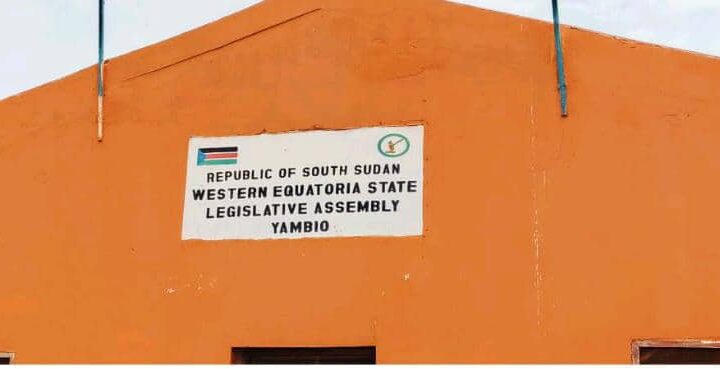 REPUBLIC OF SOUTH SUDAN
WESTERN EQUATORIA STATE
LEGISLATIVE ASSEMBLY
YAMBIO